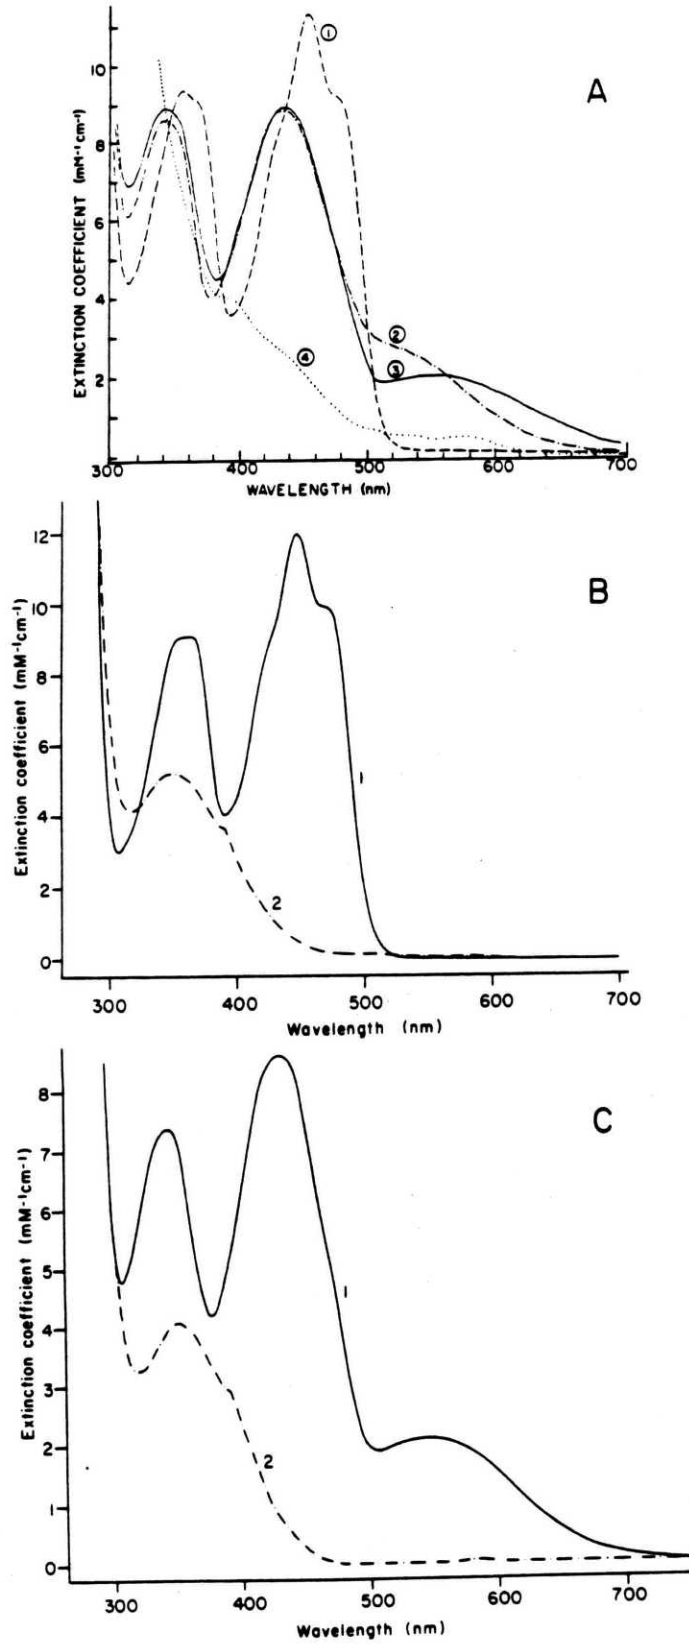 A
EXTINCTION COEFFICIENT (mM⁻¹cm⁻¹)
10
8
6
4
2
①
②
③
④
300 400 500 600 700
WAVELENGTH (nm)
B
Extinction coefficient (mM⁻¹cm⁻¹)
12
10
8
6
4
2
0
1
2
300 400 500 600 700
Wavelength (nm)
C
Extinction coefficient (mM⁻¹cm⁻¹)
8
7
6
5
4
3
2
1
0
1
2
300 400 500 600 700
Wavelength (nm)